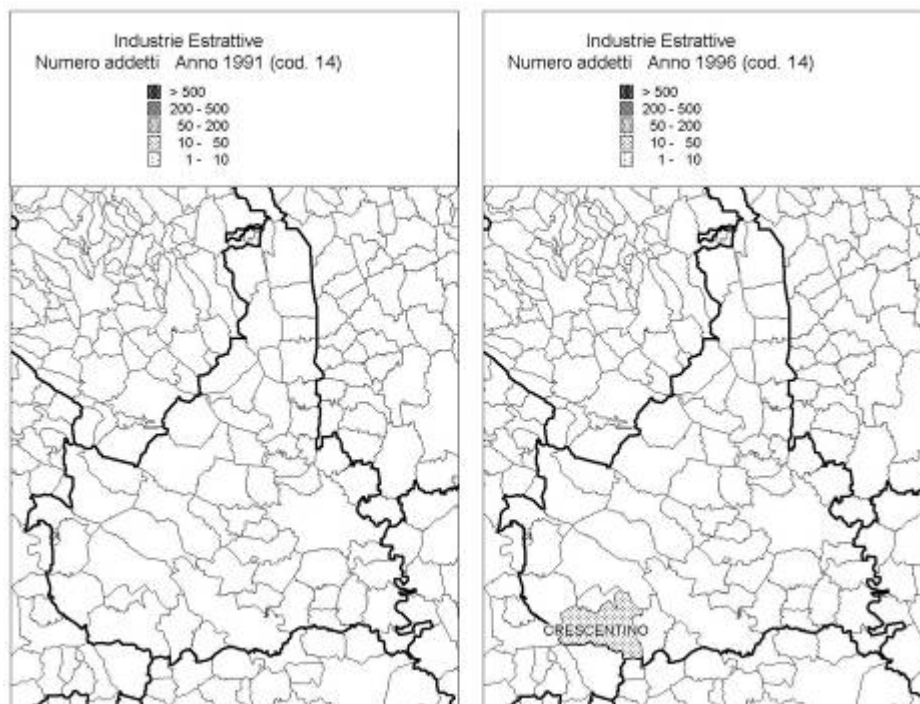 Industrie Estrattive
Numero addetti Anno 1991 (cod. 14)
> 500
200 - 500
50 - 200
10 - 50
1 - 10
Industrie Estrattive
Numero addetti Anno 1996 (cod. 14)
> 500
200 - 500
50 - 200
10 - 50
1 - 10
CRESCENTINO